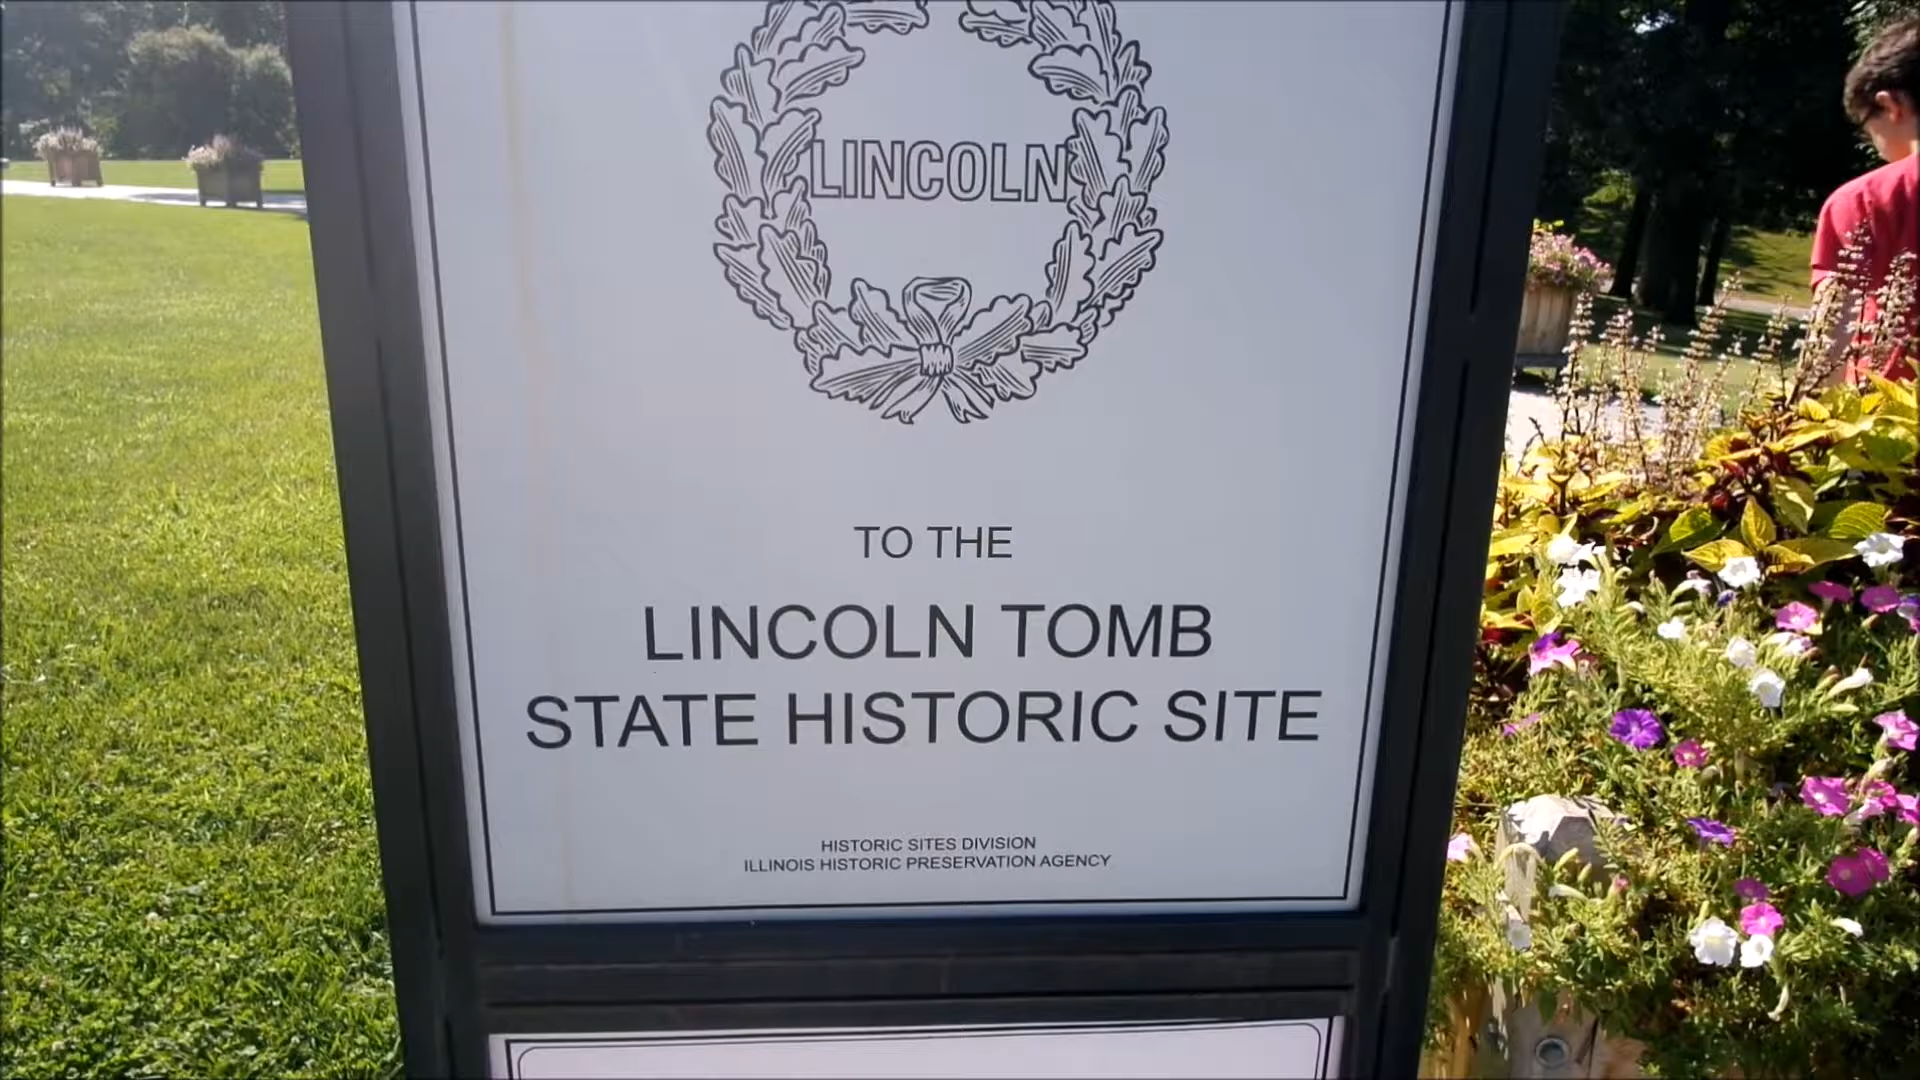 LINCOLN
TO THE
LINCOLN TOMB
STATE HISTORIC SITE
HISTORIC SITES DIVISION
ILLINOIS HISTORIC PRESERVATION AGENCY